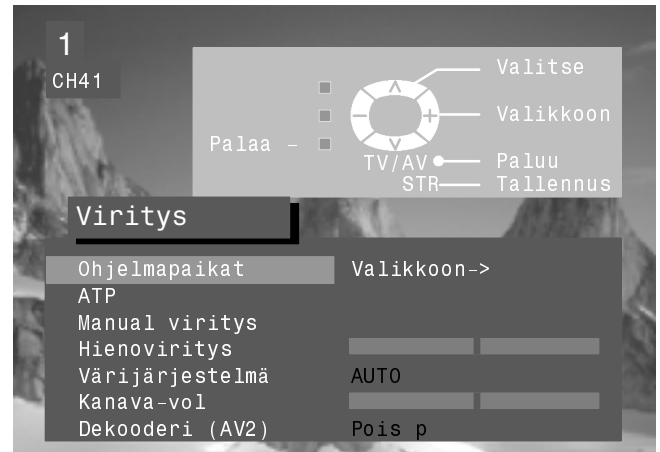 1
CH41
Valitse
Valikkoon
Palaa -
TV/AV Paluu
STR Tallennus
Viritys
Ohjelmapaikat Valikkoon->
ATP
Manual viritys
Hienoviritys
Värijärjestelmä AUTO
Kanava-vol
Dekooderi (AV2) Pois p